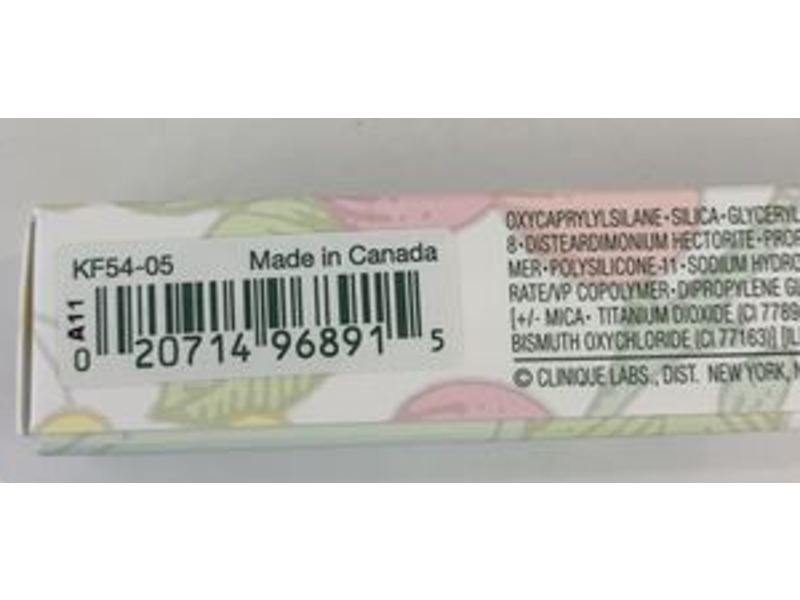 KF54-05 Made in Canada
A11
0 20714 96891 5
OXYCAPRYLYLSILANE•SILICA•GLYCERYL
8•DISTEARDIMONIUM HECTORITE•PROP
MER•POLYSILICONE-11•SODIUM HYDRO
RATE/VP COPOLYMER•DIPROPYLENE GL
[+/- MICA• TITANIUM DIOXIDE (CI 7789
BISMUTH OXYCHLORIDE (CI 77163)] [IL
© CLINIQUE LABS., DIST. NEW YORK, N